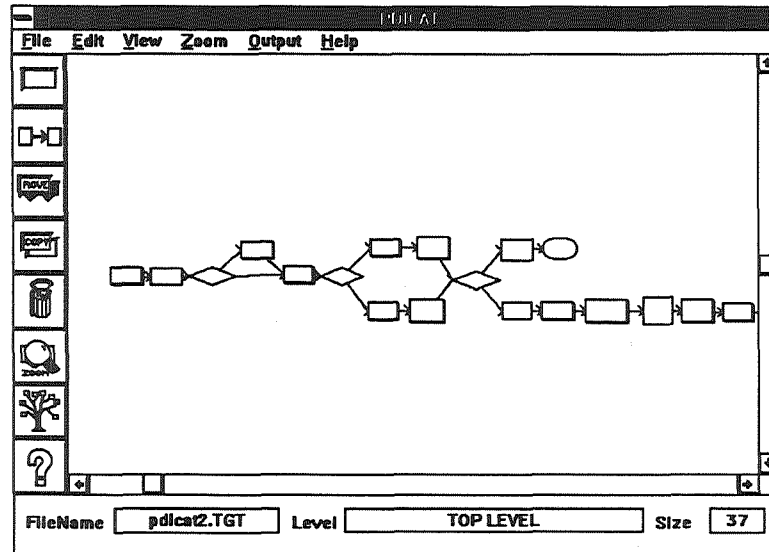 PDICAT
File Edit View Zoom Output Help
MOVE
COPY
ZOOM
?
FileName pdicat2.TGT Level TOP LEVEL Size 37